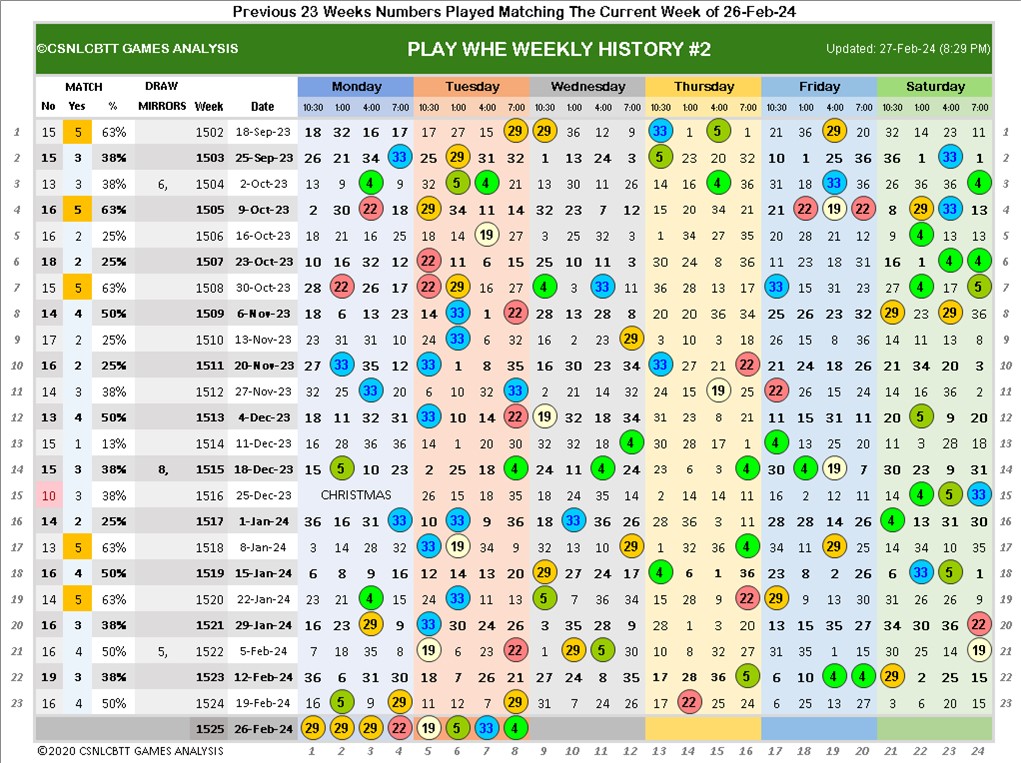 Previous 23 Weeks Numbers Played Matching The Current Week of 26-Feb-24
©CSNLCBTT GAMES ANALYSIS PLAY WHE WEEKLY HISTORY #2 Updated: 27-Feb-24 (8:29 PM)
MATCH DRAW Monday Tuesday Wednesday Thursday Friday Saturday
No Yes % MIRRORS Week Date 10:30 1:00 4:00 7:00 10:30 1:00 4:00 7:00 10:30 1:00 4:00 7:00 10:30 1:00 4:00 7:00 10:30 1:00 4:00 7:00 10:30 1:00 4:00 7:00
1 15 5 63% 1502 18-Sep-23 18 32 16 17 17 27 15 29 29 36 12 9 33 1 5 1 21 36 29 20 32 14 23 11 1
2 15 3 38% 1503 25-Sep-23 26 21 34 33 25 29 31 32 1 13 24 3 5 23 20 32 10 1 25 36 36 1 33 1 2
3 13 3 38% 6, 1504 2-Oct-23 13 9 4 9 32 5 4 21 13 30 11 26 14 16 4 36 31 18 33 36 26 36 36 4 3
4 16 5 63% 1505 9-Oct-23 2 30 22 18 29 34 11 14 32 23 7 12 15 20 34 21 21 22 19 22 8 29 33 13 4
5 16 2 25% 1506 16-Oct-23 18 21 16 25 18 14 19 27 3 25 32 3 1 34 27 35 20 28 21 12 9 4 13 13 5
6 18 2 25% 1507 23-Oct-23 10 16 32 12 22 11 6 15 25 10 11 3 30 24 8 36 11 23 18 31 16 1 4 4 6
7 15 5 63% 1508 30-Oct-23 28 22 26 17 22 29 16 27 4 3 33 11 36 28 13 17 33 15 31 23 27 4 17 5 7
8 14 4 50% 1509 6-Nov-23 18 6 13 23 14 33 1 22 28 23 28 8 20 20 36 34 25 26 23 32 29 23 29 36 8
9 17 2 25% 1510 13-Nov-23 23 31 31 10 24 33 6 32 16 2 23 29 3 10 3 18 26 15 8 36 14 11 13 8 9
10 16 2 25% 1511 20-Nov-23 27 33 35 12 33 1 8 35 16 30 23 34 33 27 21 22 21 24 18 26 21 34 20 3 10
11 14 3 38% 1512 27-Nov-23 32 25 33 20 6 10 32 33 2 21 14 32 24 15 19 25 22 26 15 18 14 16 36 2 11
12 14 4 50% 1513 4-Dec-23 18 11 32 31 33 10 14 22 19 32 18 34 31 23 8 21 11 15 31 11 20 5 9 20 12
13 15 1 13% 1514 11-Dec-23 16 28 36 36 14 1 20 30 32 32 18 4 30 28 17 1 4 13 25 20 11 3 28 18 13
14 15 3 38% 8, 1515 18-Dec-23 15 5 10 23 2 25 18 4 24 11 4 24 23 6 3 4 30 4 19 7 30 23 9 31 14
15 10 3 38% 1516 25-Dec-23 CHRISTMAS 26 15 18 35 18 24 35 14 2 14 14 11 16 2 12 11 14 4 5 33 15
16 14 2 25% 1517 1-Jan-24 36 16 31 33 10 33 9 36 18 33 36 26 28 36 3 11 28 28 14 26 4 13 31 30 16
17 13 5 63% 1518 8-Jan-24 3 14 28 32 33 19 34 9 32 13 10 29 1 32 36 4 14 34 29 25 14 34 10 35 17
18 16 4 50% 1519 15-Jan-24 6 8 9 16 12 14 13 20 29 27 24 17 4 6 1 36 23 8 2 26 6 33 5 1 18
19 14 5 63% 1520 22-Jan-24 23 21 4 15 24 33 11 13 5 7 36 34 15 28 9 22 29 9 13 30 31 26 26 9 19
20 16 3 38% 1521 29-Jan-24 16 23 29 9 33 30 24 26 3 35 28 9 28 1 3 20 13 15 35 27 34 30 36 22 20
21 16 4 50% 5, 1522 5-Feb-24 7 18 35 8 19 6 23 22 1 29 5 30 10 8 22 27 31 35 1 15 30 25 14 19 21
22 19 3 38% 1523 12-Feb-24 36 6 31 30 18 7 26 21 27 24 8 35 17 28 36 5 6 10 4 4 29 2 25 15 22
23 16 4 50% 1524 19-Feb-24 11 5 9 29 11 12 7 29 31 7 24 26 17 22 25 24 6 25 13 27 3 6 20 15 23
1525 26-Feb-24 29 29 29 22 19 5 33 4
©2020 CSNLCBTT GAMES ANALYSIS 1 2 3 4 5 6 7 8 9 10 11 12 13 14 15 16 17 18 19 20 21 22 23 24